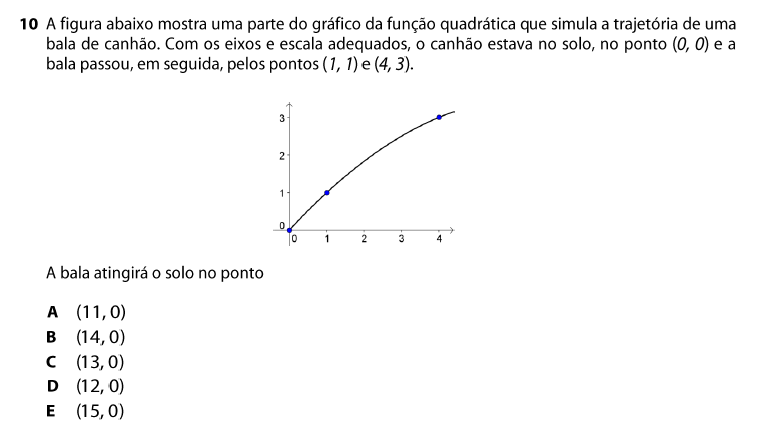 10 A figura abaixo mostra uma parte do gráfico da função quadrática que simula a trajetória de uma
bala de canhão. Com os eixos e escala adequados, o canhão estava no solo, no ponto (0, 0) e a
bala passou, em seguida, pelos pontos (1, 1) e (4, 3).
3
2
1
0
0 1 2 3 4
A bala atingirá o solo no ponto
A (11, 0)
B (14, 0)
C (13, 0)
D (12, 0)
E (15, 0)